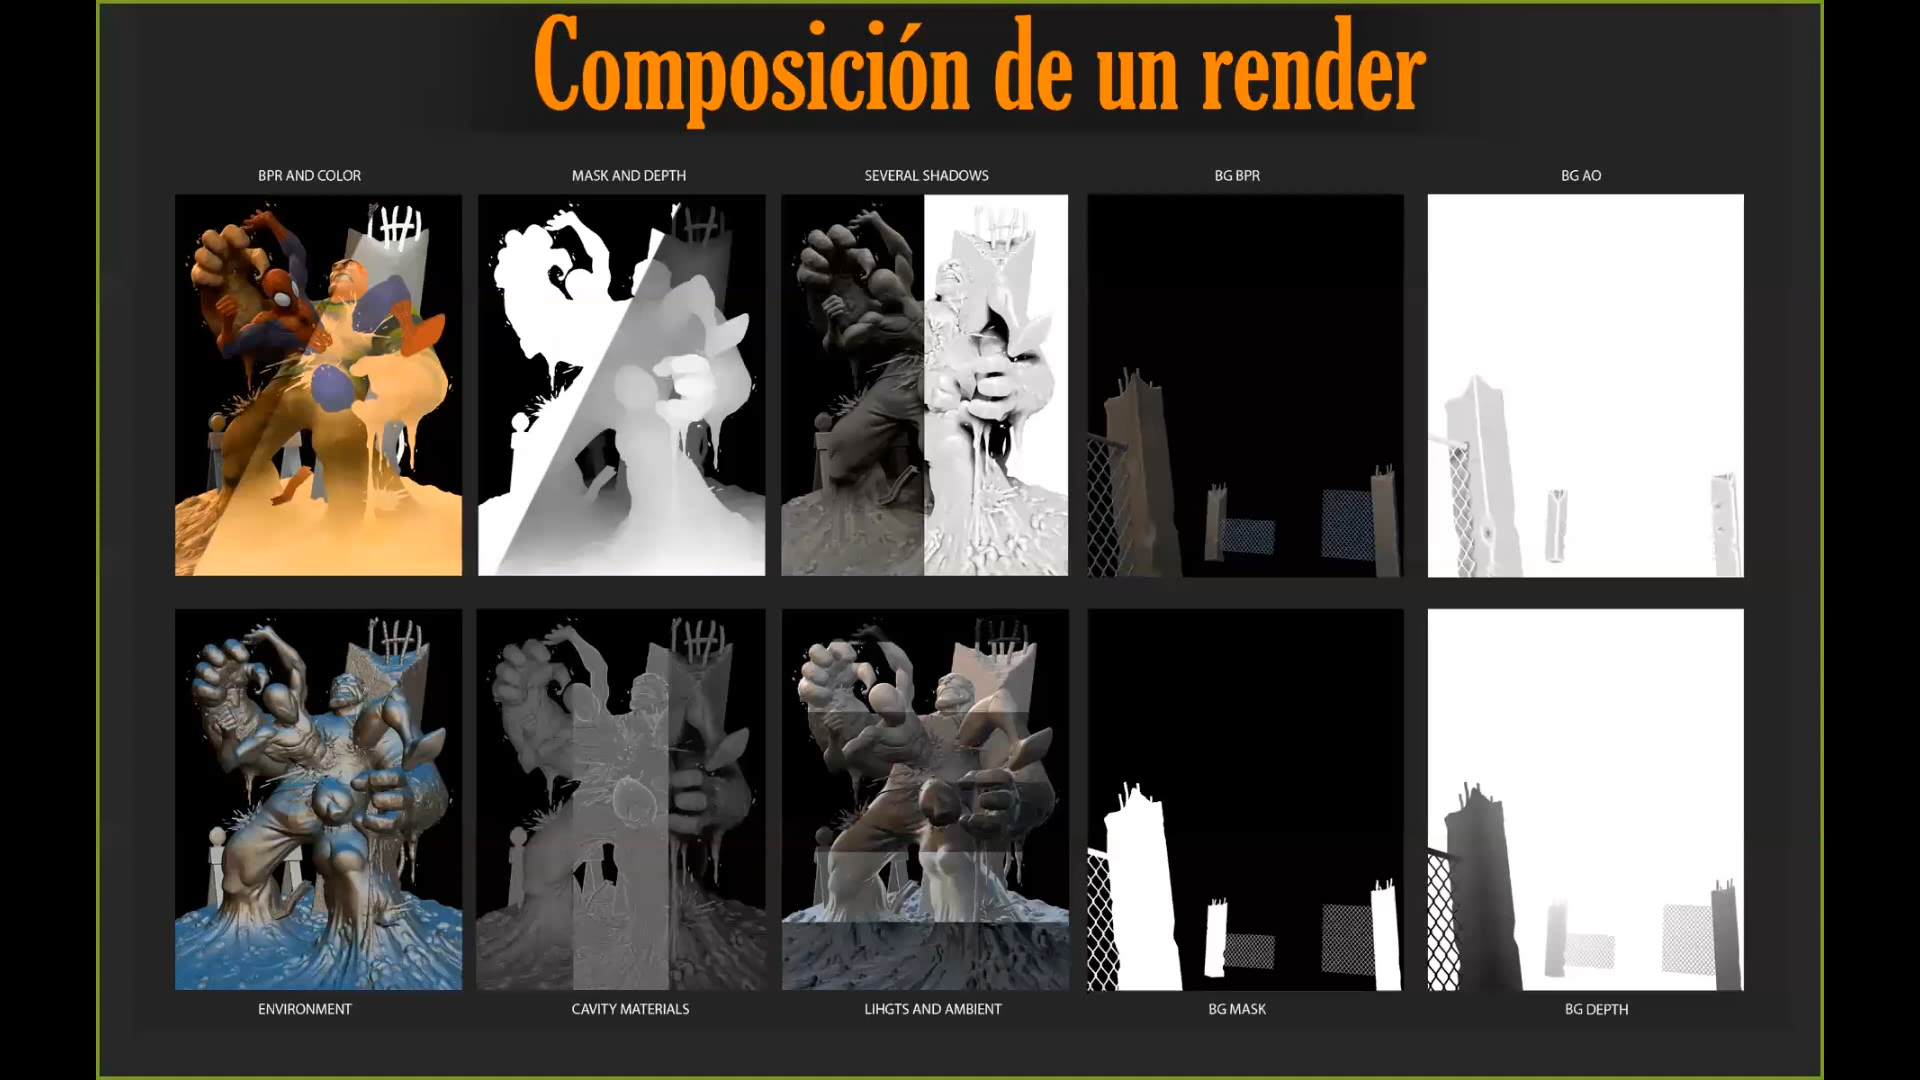 Composición de un render
BPR AND COLOR
MASK AND DEPTH
SEVERAL SHADOWS
BG BPR
BG AO
ENVIRONMENT
CAVITY MATERIALS
LIHGTS AND AMBIENT
BG MASK
BG DEPTH